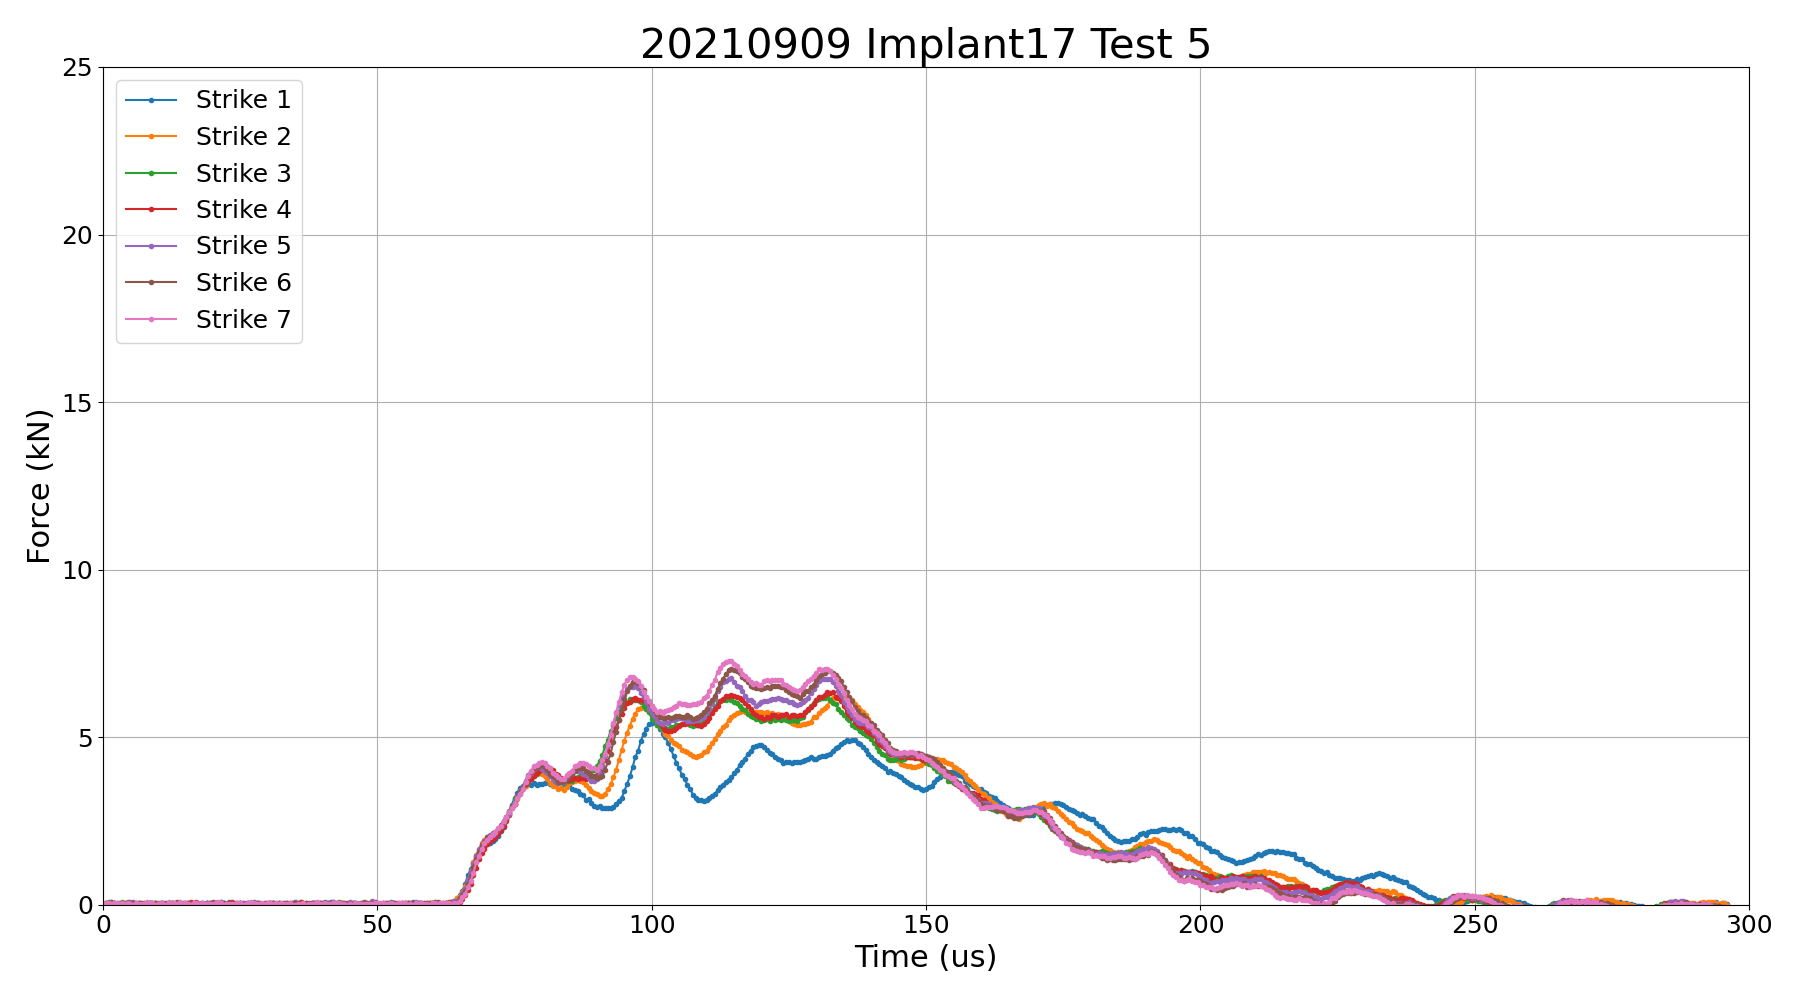 20210909 Implant17 Test 5
25
20
15
10
5
0
Force (kN)
Strike 1
Strike 2
Strike 3
Strike 4
Strike 5
Strike 6
Strike 7
0 50 100 150 200 250 300
Time (us)